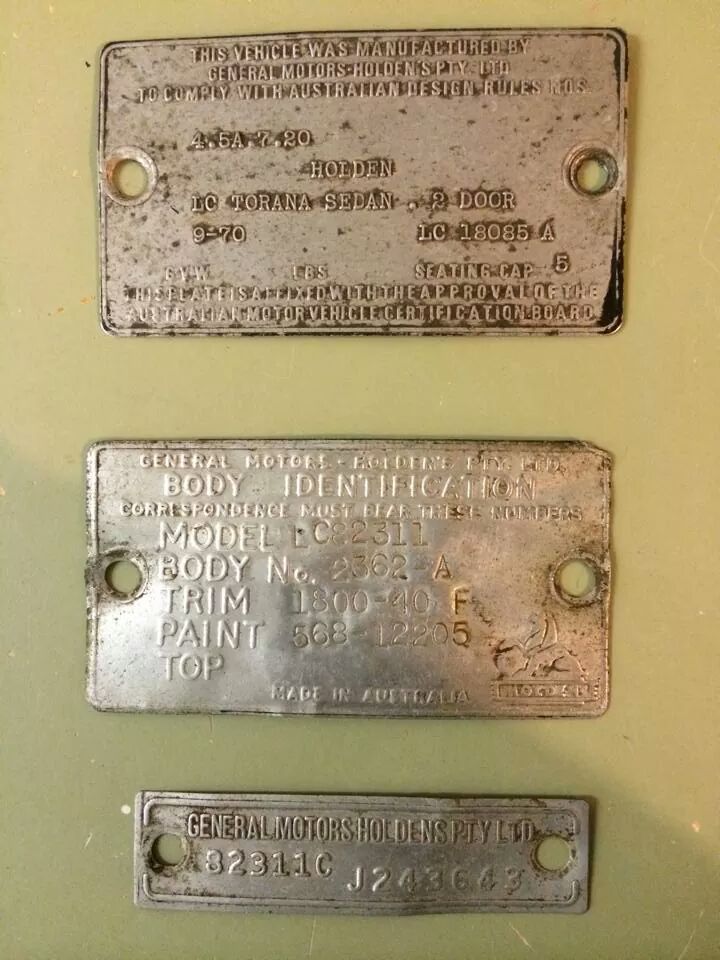 THIS VEHICLE WAS MANUFACTURED BY
GENERAL MOTORS-HOLDEN'S PTY. LTD
TO COMPLY WITH AUSTRALIAN DESIGN RULES NOS.
4.5A.7.20
HOLDEN
LC TORANA SEDAN . 2 DOOR
9-70 LC 18085 A
G.V.W. LBS. SEATING CAP 5
THIS PLATE IS AFFIXED WITH THE APPROVAL OF THE
AUSTRALIAN MOTOR VEHICLE CERTIFICATION BOARD
GENERAL MOTORS - HOLDEN'S PTY. LTD.
BODY IDENTIFICATION
CORRESPONDENCE MUST BEAR THESE NUMBERS
MODEL LC82311
BODY No. 2362-A
TRIM 1800-40 F
PAINT 568-12205
TOP
MADE IN AUSTRALIA
HOLDEN
GENERAL MOTORS HOLDENS PTY LTD
82311C J243643